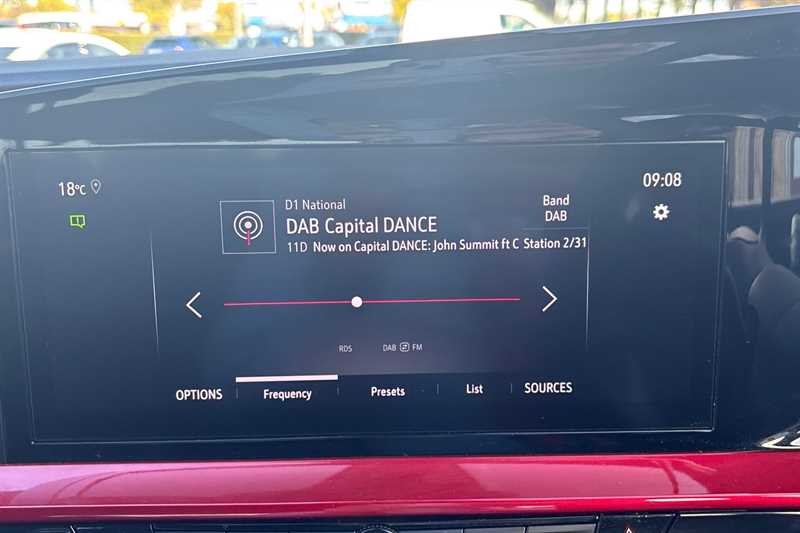 18°C
09:08
D1 National
Band
DAB
DAB Capital DANCE
11D Now on Capital DANCE: John Summit ft C Station 2/31
RDS DAB FM
OPTIONS Frequency Presets List SOURCES